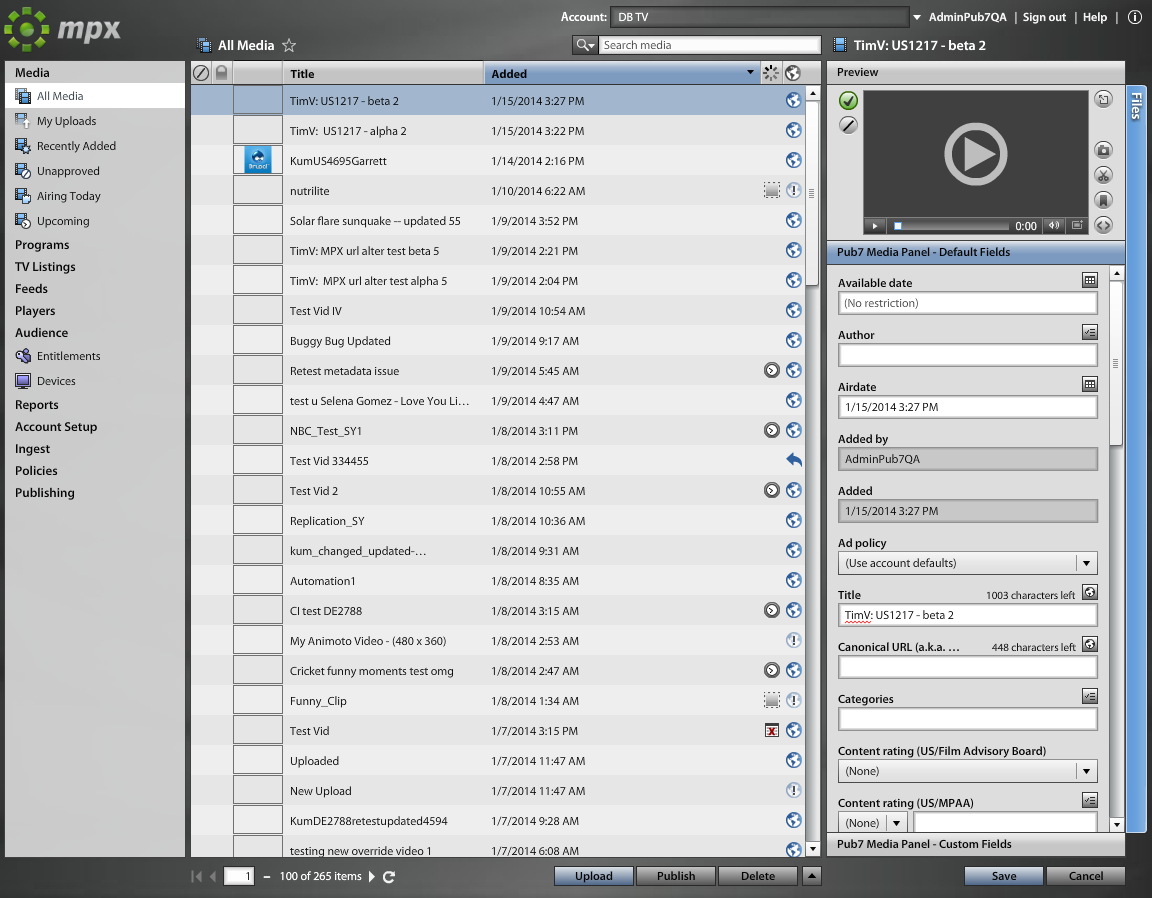 mpx
Account: DB TV AdminPub7QA | Sign out | Help |
All Media
Search media
TimV: US1217 - beta 2
Media
All Media
My Uploads
Recently Added
Unapproved
Airing Today
Upcoming
Programs
TV Listings
Feeds
Players
Audience
Entitlements
Devices
Reports
Account Setup
Ingest
Policies
Publishing
Title Added
TimV: US1217 - beta 2 1/15/2014 3:27 PM
TimV: US1217 - alpha 2 1/15/2014 3:22 PM
Drupal KumUS4695Garrett 1/14/2014 2:16 PM
nutrilite 1/10/2014 6:22 AM
Solar flare sunquake -- updated 55 1/9/2014 3:52 PM
TimV: MPX url alter test beta 5 1/9/2014 2:21 PM
TimV: MPX url alter test alpha 5 1/9/2014 2:04 PM
Test Vid IV 1/9/2014 10:54 AM
Buggy Bug Updated 1/9/2014 9:17 AM
Retest metadata issue 1/9/2014 5:45 AM
test u Selena Gomez - Love You Li... 1/9/2014 4:47 AM
NBC_Test_SY1 1/8/2014 3:11 PM
Test Vid 334455 1/8/2014 2:58 PM
Test Vid 2 1/8/2014 10:55 AM
Replication_SY 1/8/2014 10:36 AM
kum_changed_updated-... 1/8/2014 9:31 AM
Automation1 1/8/2014 8:35 AM
CI test DE2788 1/8/2014 3:15 AM
My Animoto Video - (480 x 360) 1/8/2014 2:53 AM
Cricket funny moments test omg 1/8/2014 2:47 AM
Funny_Clip 1/8/2014 1:34 AM
Test Vid 1/7/2014 3:15 PM
Uploaded 1/7/2014 11:47 AM
New Upload 1/7/2014 11:47 AM
KumDE2788retestupdated4594 1/7/2014 9:28 AM
testing new override video 1 1/7/2014 6:08 AM
1 – 100 of 265 items
Upload Publish Delete
Preview
Files
0:00
Pub7 Media Panel - Default Fields
Available date
(No restriction)
Author
Airdate
1/15/2014 3:27 PM
Added by
AdminPub7QA
Added
1/15/2014 3:27 PM
Ad policy
(Use account defaults)
Title 1003 characters left
TimV: US1217 - beta 2
Canonical URL (a.k.a. ... 448 characters left
Categories
Content rating (US/Film Advisory Board)
(None)
Content rating (US/MPAA)
(None)
Pub7 Media Panel - Custom Fields
Save Cancel